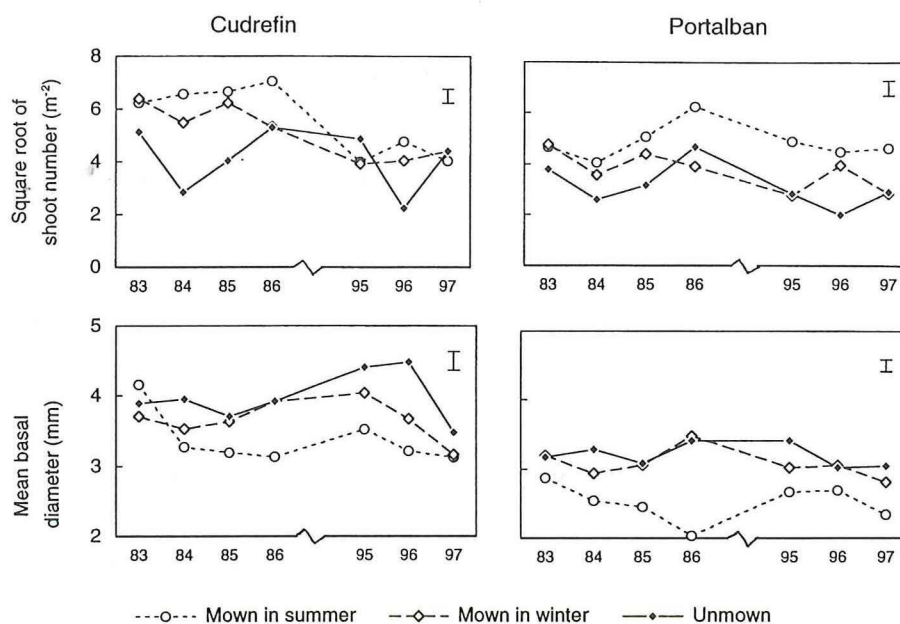 Cudrefin
Portalban
Square root of
shoot number (m⁻²)
8
6
4
2
0
83 84 85 86 95 96 97
83 84 85 86 95 96 97
Mean basal
diameter (mm)
5
4
3
2
83 84 85 86 95 96 97
83 84 85 86 95 96 97
Mown in summer Mown in winter Unmown